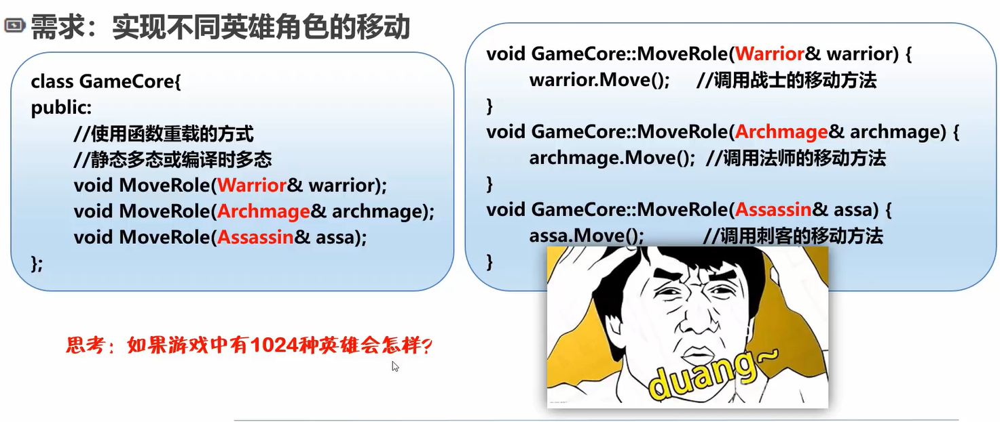 需求：实现不同英雄角色的移动
class GameCore{
public:
//使用函数重载的方式
//静态多态或编译时多态
void MoveRole(Warrior& warrior);
void MoveRole(Archmage& archmage);
void MoveRole(Assassin& assa);
};
void GameCore::MoveRole(Warrior& warrior) {
warrior.Move(); //调用战士的移动方法
}
void GameCore::MoveRole(Archmage& archmage) {
archmage.Move(); //调用法师的移动方法
}
void GameCore::MoveRole(Assassin& assa) {
assa.Move(); //调用刺客的移动方法
}
思考：如果游戏中有1024种英雄会怎样?
duang~